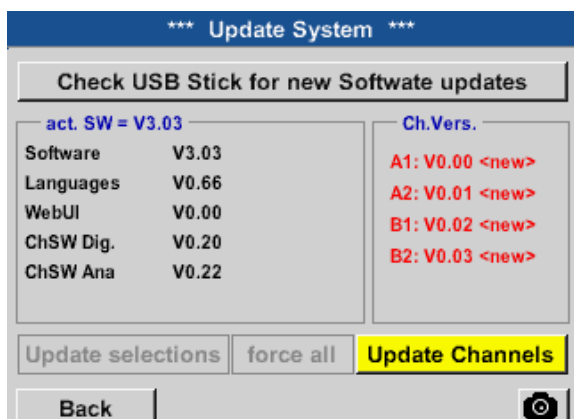 *** Update System ***
Check USB Stick for new Softwate updates
act. SW = V3.03
Software V3.03
Languages V0.66
WebUI V0.00
ChSW Dig. V0.20
ChSW Ana V0.22
Ch.Vers.
A1: V0.00 <new>
A2: V0.01 <new>
B1: V0.02 <new>
B2: V0.03 <new>
Update selections
force all
Update Channels
Back